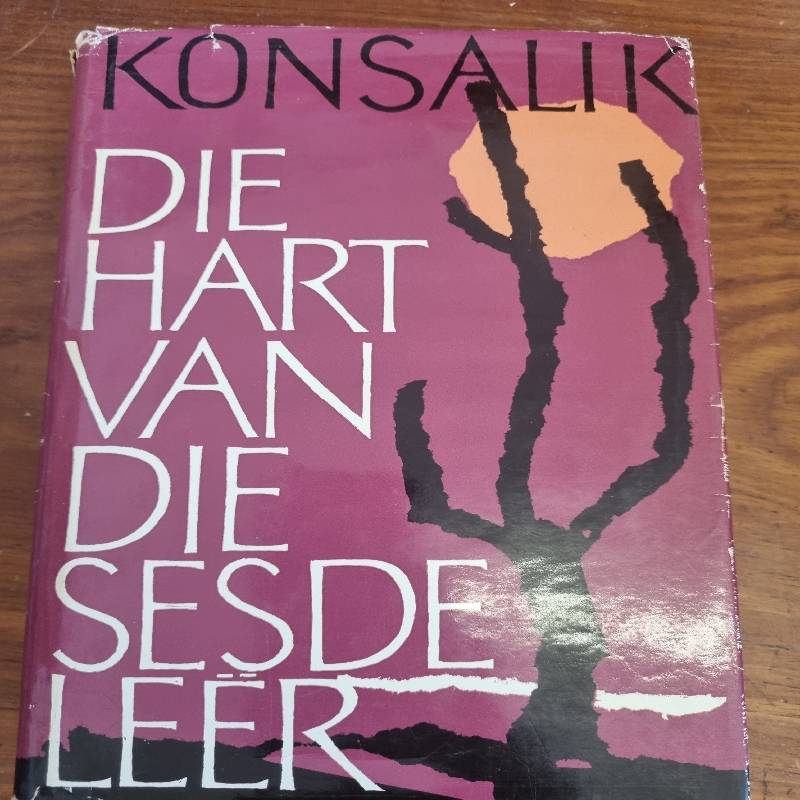 KONSALIK
DIE
HART
VAN
DIE
SESDE
LEËR